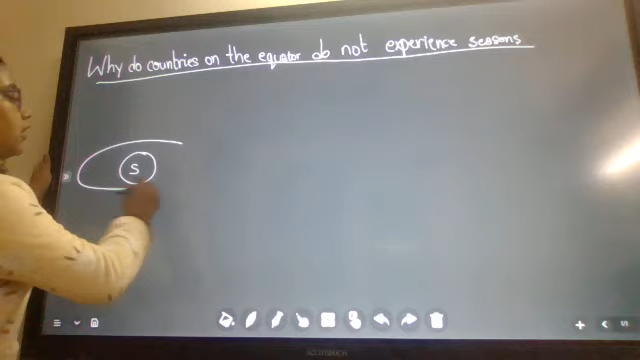 Why do countries on the equator do not experience seasons
S